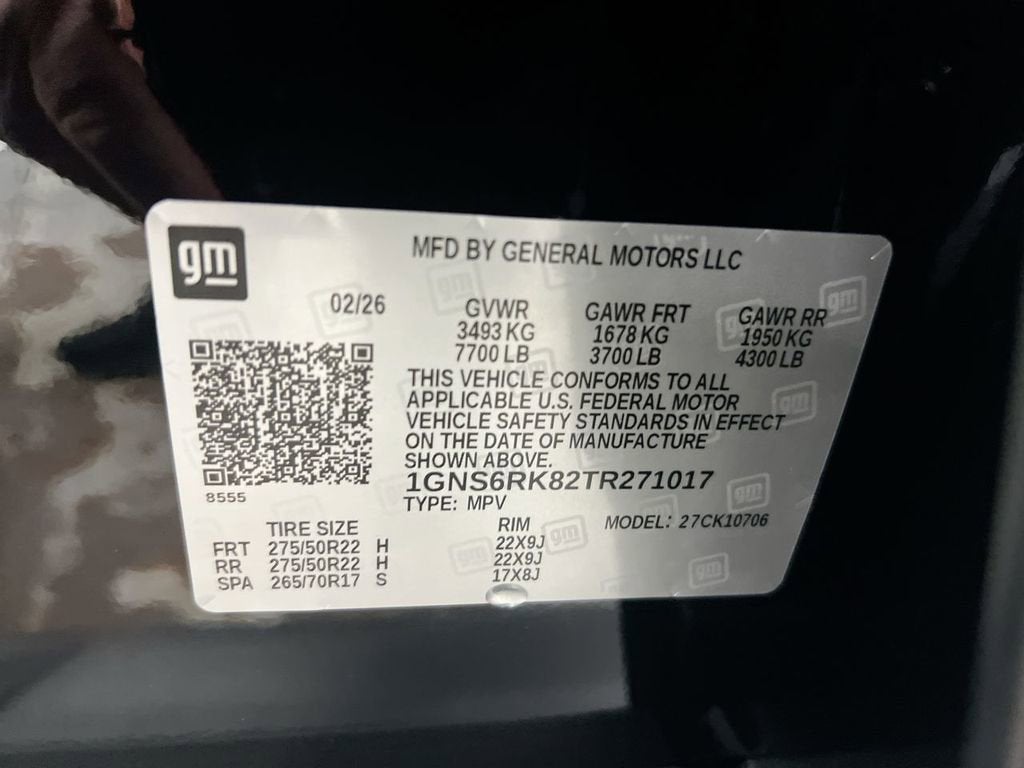 gm
MFD BY GENERAL MOTORS LLC
02/26 GVWR GAWR FRT GAWR RR
3493 KG 1678 KG 1950 KG
7700 LB 3700 LB 4300 LB
THIS VEHICLE CONFORMS TO ALL
APPLICABLE U.S. FEDERAL MOTOR
VEHICLE SAFETY STANDARDS IN EFFECT
ON THE DATE OF MANUFACTURE
SHOWN ABOVE.
1GNS6RK82TR271017
8555
TYPE: MPV
TIRE SIZE RIM MODEL: 27CK10706
FRT 275/50R22 H 22X9J
RR 275/50R22 H 22X9J
SPA 265/70R17 S 17X8J